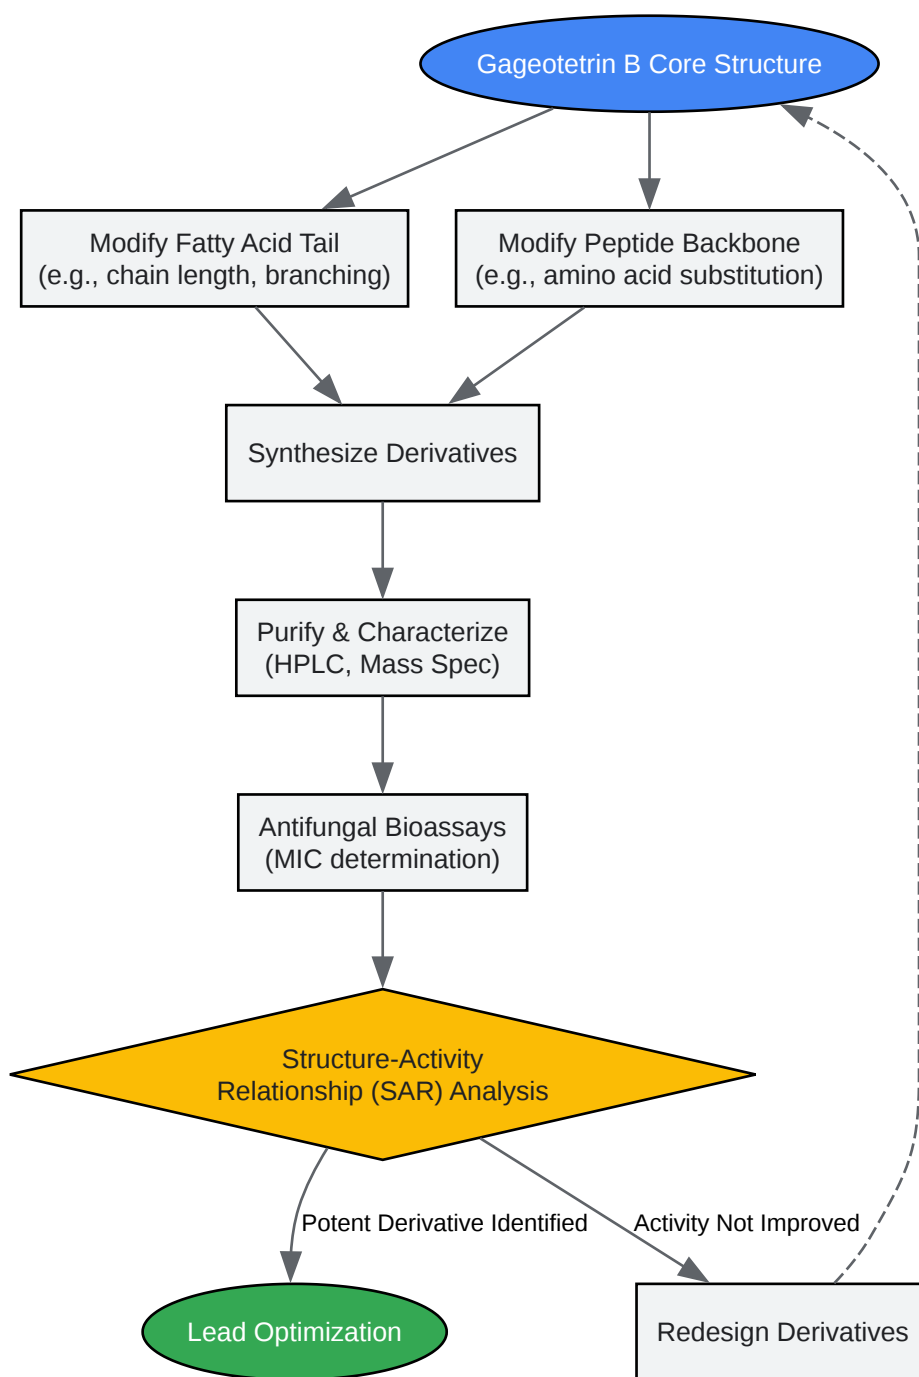 Gageotetrin B Core Structure
Modify Fatty Acid Tail
(e.g., chain length, branching)
Modify Peptide Backbone
(e.g., amino acid substitution)
Synthesize Derivatives
Purify & Characterize
(HPLC, Mass Spec)
Antifungal Bioassays
(MIC determination)
Structure-Activity
Relationship (SAR) Analysis
Potent Derivative Identified
Activity Not Improved
Lead Optimization
Redesign Derivatives